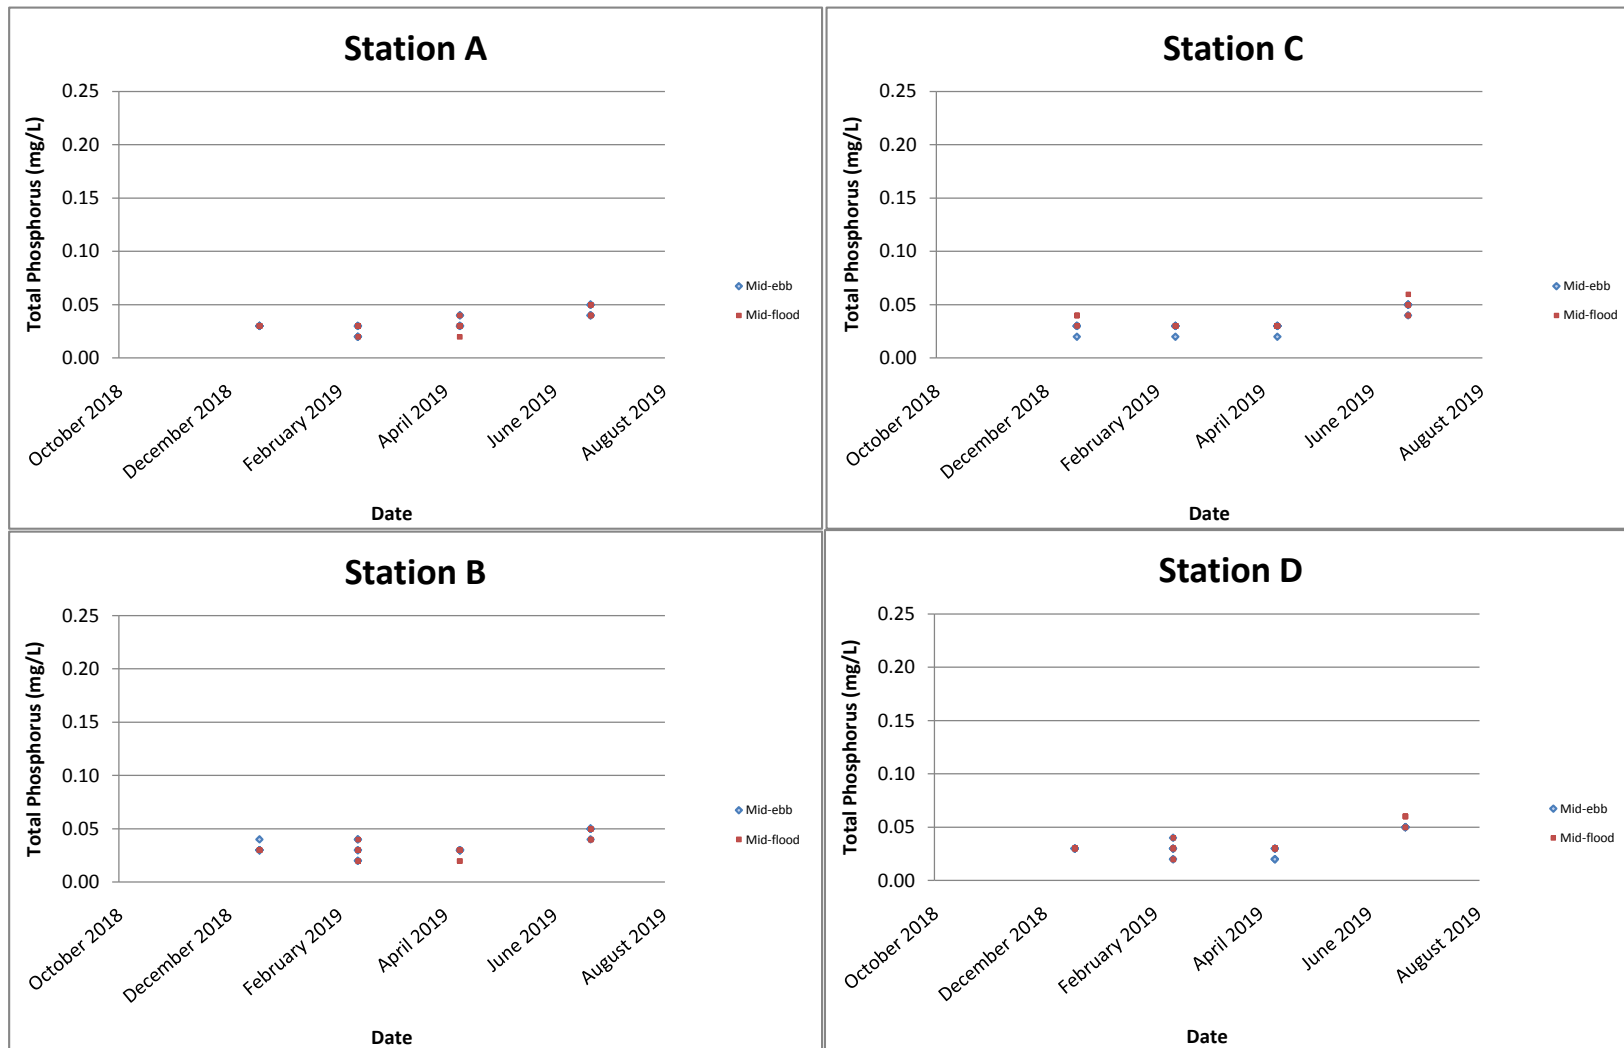 Station A
Total Phosphorus (mg/L)
0.25
0.20
0.15
0.10
0.05
0.00
October 2018
December 2018
February 2019
April 2019
June 2019
August 2019
Date
Mid-ebb
Mid-flood
Station C
Total Phosphorus (mg/L)
0.25
0.20
0.15
0.10
0.05
0.00
October 2018
December 2018
February 2019
April 2019
June 2019
August 2019
Date
Mid-ebb
Mid-flood
Station B
Total Phosphorus (mg/L)
0.25
0.20
0.15
0.10
0.05
0.00
October 2018
December 2018
February 2019
April 2019
June 2019
August 2019
Date
Mid-ebb
Mid-flood
Station D
Total Phosphorus (mg/L)
0.25
0.20
0.15
0.10
0.05
0.00
October 2018
December 2018
February 2019
April 2019
June 2019
August 2019
Date
Mid-ebb
Mid-flood